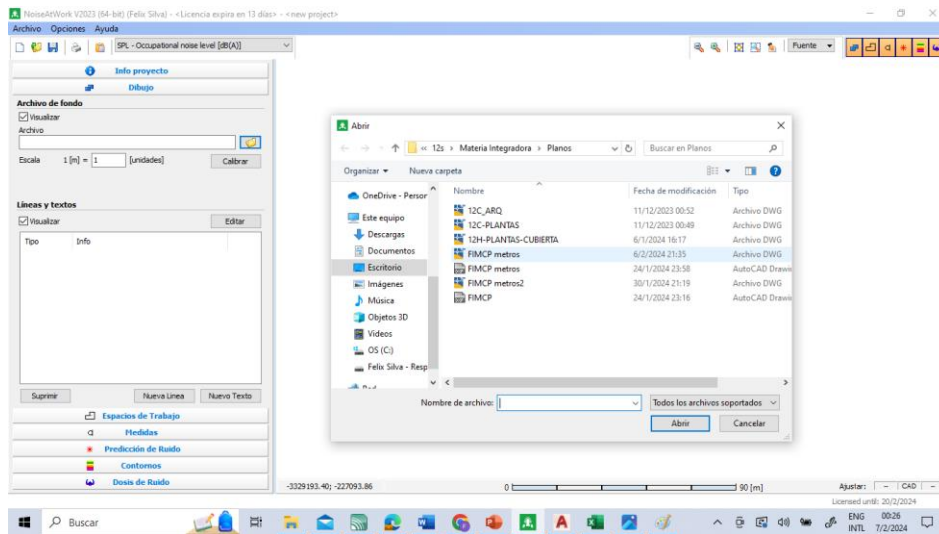 NoiseAtWork V2023 (64-bit) (Felix Silva) - <Licencia expira en 13 días> - <new project>
Archivo Opciones Ayuda
SPL - Occupational noise level [dB(A)]
Fuente
Info proyecto
Dibujo
Archivo de fondo
Visualizar
Archivo
Escala 1 [m] = 1 [unidades] Calibrar
Líneas y textos
Visualizar Editar
Tipo Info
Suprimir Nueva Linea Nuevo Texto
Espacios de Trabajo
Medidas
Predicción de Ruido
Contornos
Dosis de Ruido
Abrir
« 12s > Materia Integradora > Planos Buscar en Planos
Organizar Nueva carpeta
OneDrive - Person
Este equipo
Descargas
Documentos
Escritorio
Imágenes
Música
Objetos 3D
Videos
OS (C:)
Felix Silva - Resp
Nombre Fecha de modificación Tipo
12C_ARQ 11/12/2023 00:52 Archivo DWG
12C-PLANTAS 11/12/2023 00:49 Archivo DWG
12H-PLANTAS-CUBIERTA 6/1/2024 16:17 Archivo DWG
FIMCP metros 6/2/2024 21:35 Archivo DWG
FIMCP metros 24/1/2024 23:58 AutoCAD Drawi
FIMCP metros2 30/1/2024 21:19 Archivo DWG
FIMCP 24/1/2024 23:16 AutoCAD Drawi
Nombre de archivo: Todos los archivos soportados
Abrir Cancelar
-3329193.40; -227093.86 0 90 [m] Ajustar: - CAD -
Licensed until: 20/2/2024
Buscar
ENG 00:26
INTL 7/2/2024